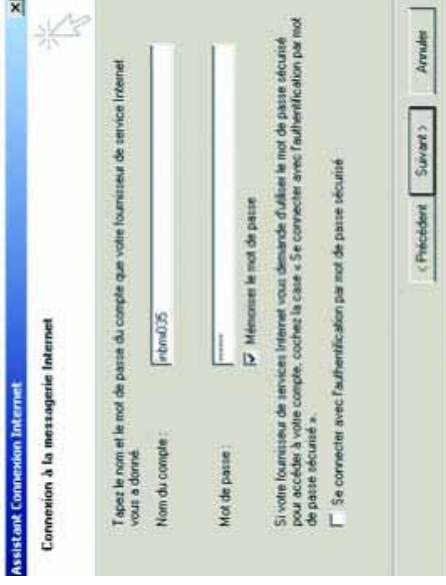 Assistant Connexion Internet
Connexion à la messagerie Internet
Tapez le nom et le mot de passe du compte que votre fournisseur de service Internet
vous a donné.
Nom du compte :
Mot de passe :
Mémoriser le mot de passe
Si votre fournisseur de services Internet vous demande d'utiliser le mot de passe sécurisé
pour accéder à votre compte, cochez la case « Se connecter avec l'authentification par mot
de passe sécurisé ».
Se connecter avec l'authentification par mot de passe sécurisé
< Précédent Suivant > Annuler